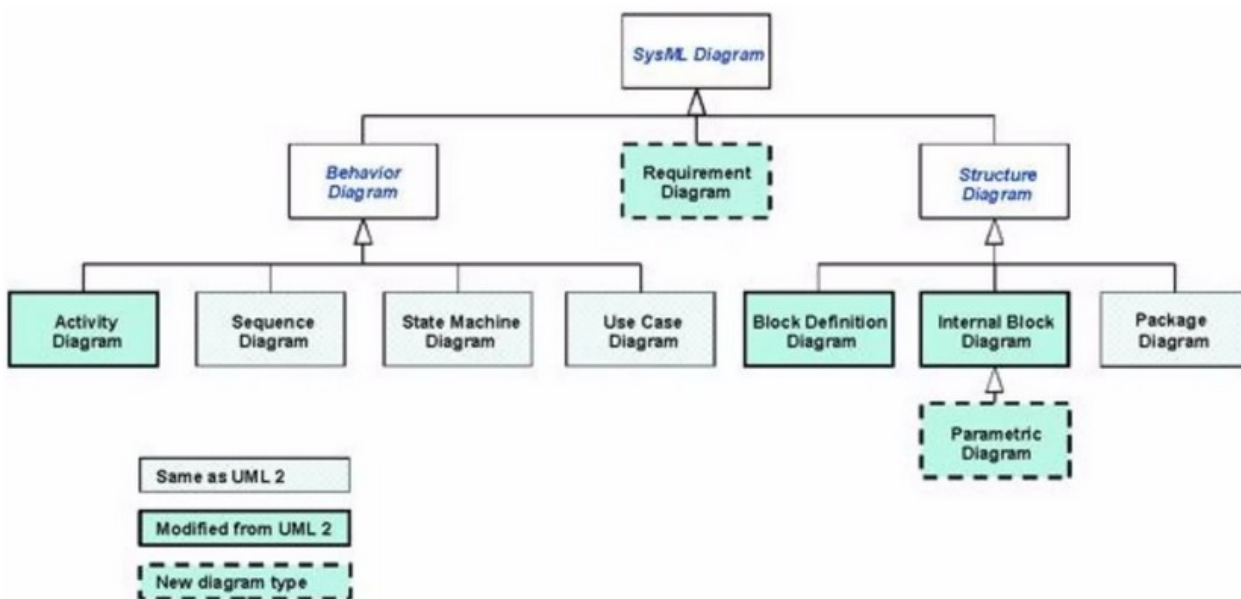 SysML Diagram
Behavior
Diagram
Requirement
Diagram
Structure
Diagram
Activity
Diagram
Sequence
Diagram
State Machine
Diagram
Use Case
Diagram
Block Definition
Diagram
Internal Block
Diagram
Package
Diagram
Parametric
Diagram
Same as UML 2
Modified from UML 2
New diagram type